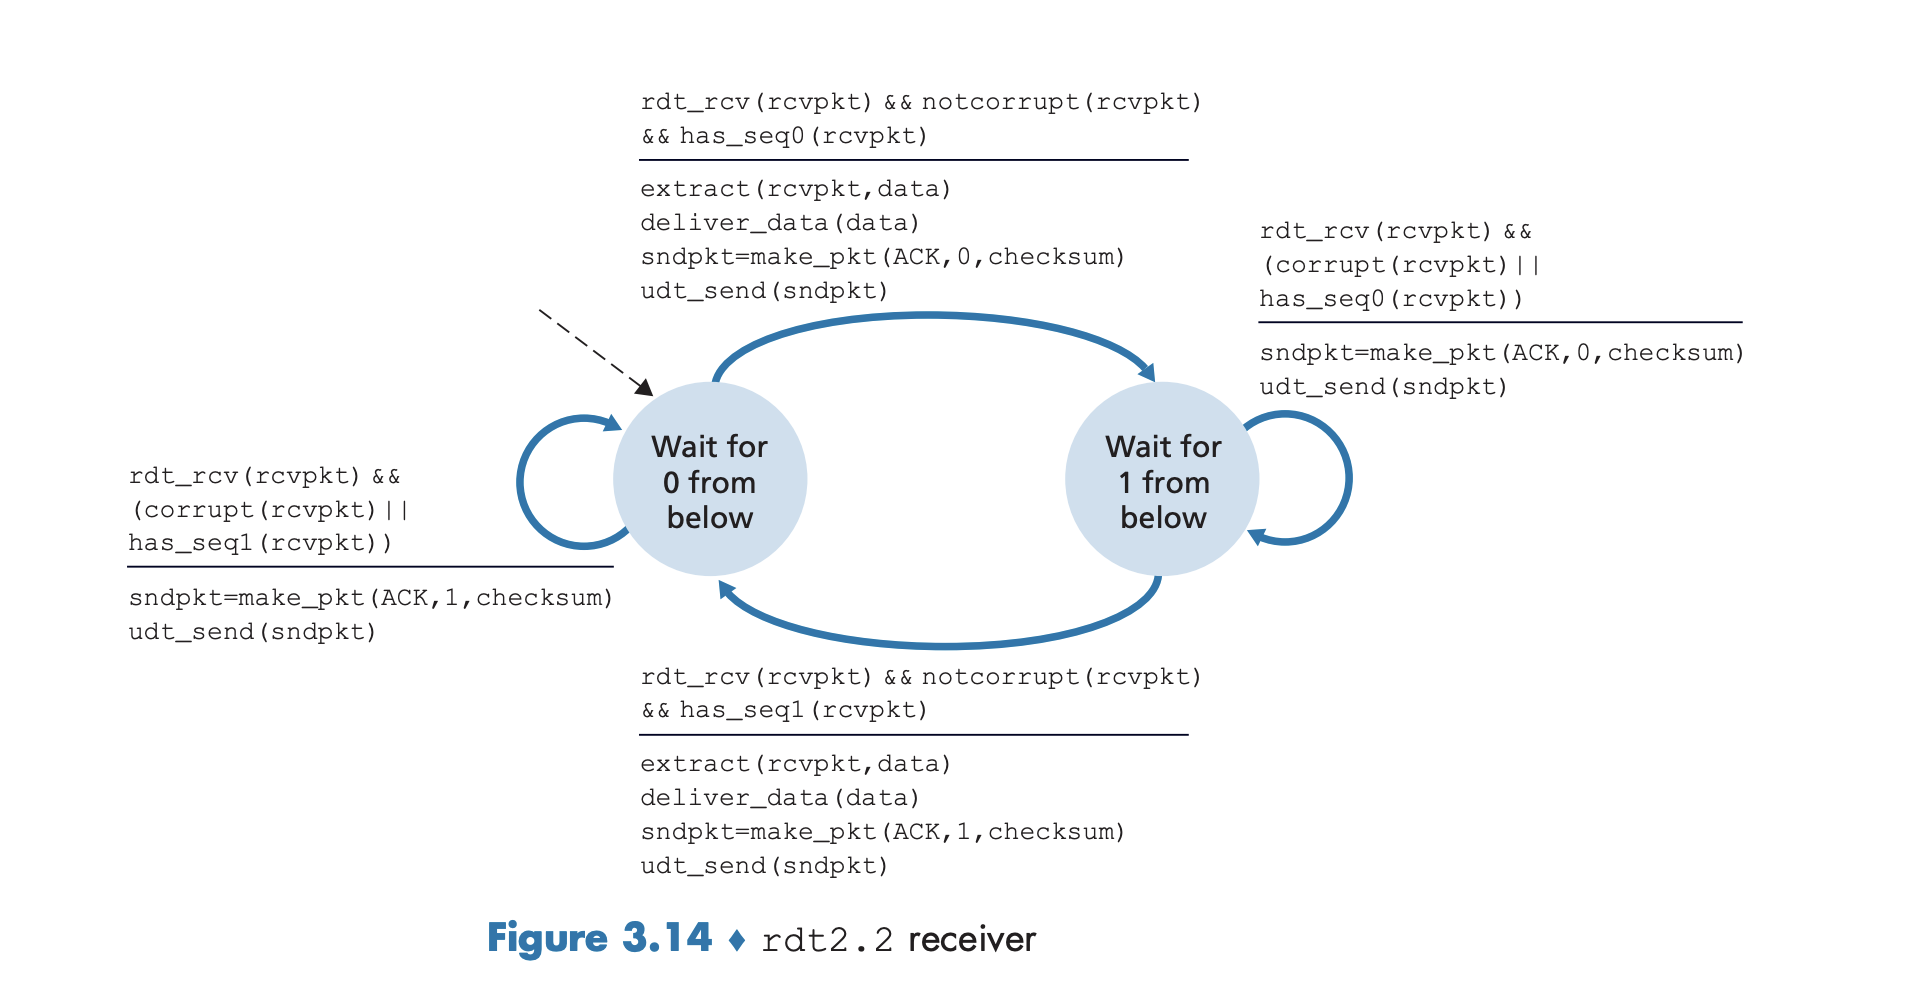 rdt_rcv(rcvpkt) && notcorrupt(rcvpkt)
&& has_seq0(rcvpkt)
extract(rcvpkt,data)
deliver_data(data)
sndpkt=make_pkt(ACK,0,checksum)
udt_send(sndpkt)
rdt_rcv(rcvpkt) &&
(corrupt(rcvpkt)||
has_seq0(rcvpkt))
sndpkt=make_pkt(ACK,0,checksum)
udt_send(sndpkt)
Wait for
0 from
below
Wait for
1 from
below
rdt_rcv(rcvpkt) &&
(corrupt(rcvpkt)||
has_seq1(rcvpkt))
sndpkt=make_pkt(ACK,1,checksum)
udt_send(sndpkt)
rdt_rcv(rcvpkt) && notcorrupt(rcvpkt)
&& has_seq1(rcvpkt)
extract(rcvpkt,data)
deliver_data(data)
sndpkt=make_pkt(ACK,1,checksum)
udt_send(sndpkt)
Figure 3.14 ♦ rdt2.2 receiver